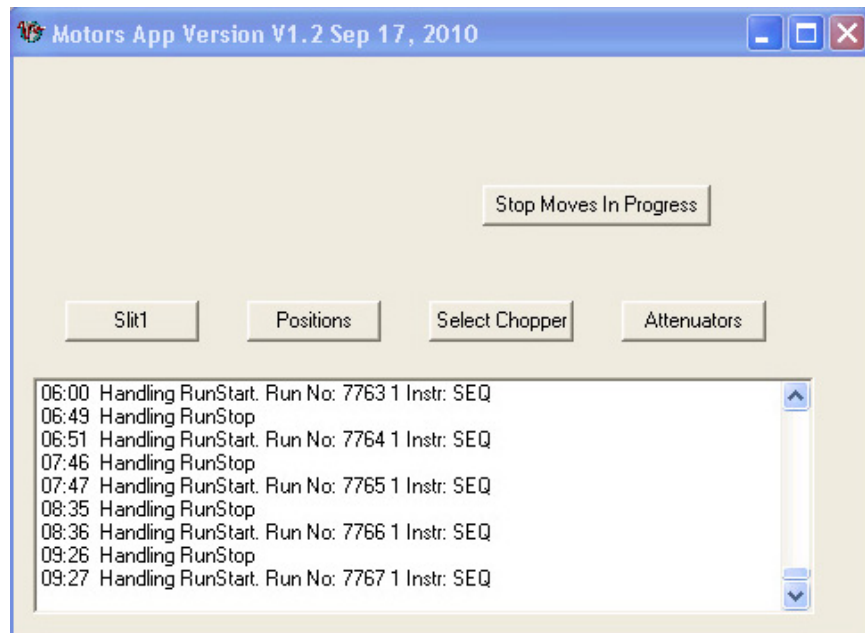 Motors App Version V1.2 Sep 17, 2010
Stop Moves In Progress
Slit1 Positions Select Chopper Attenuators
06:00 Handling RunStart. Run No: 7763 1 Instr: SEQ
06:49 Handling RunStop
06:51 Handling RunStart. Run No: 7764 1 Instr: SEQ
07:46 Handling RunStop
07:47 Handling RunStart. Run No: 7765 1 Instr: SEQ
08:35 Handling RunStop
08:36 Handling RunStart. Run No: 7766 1 Instr: SEQ
09:26 Handling RunStop
09:27 Handling RunStart. Run No: 7767 1 Instr: SEQ